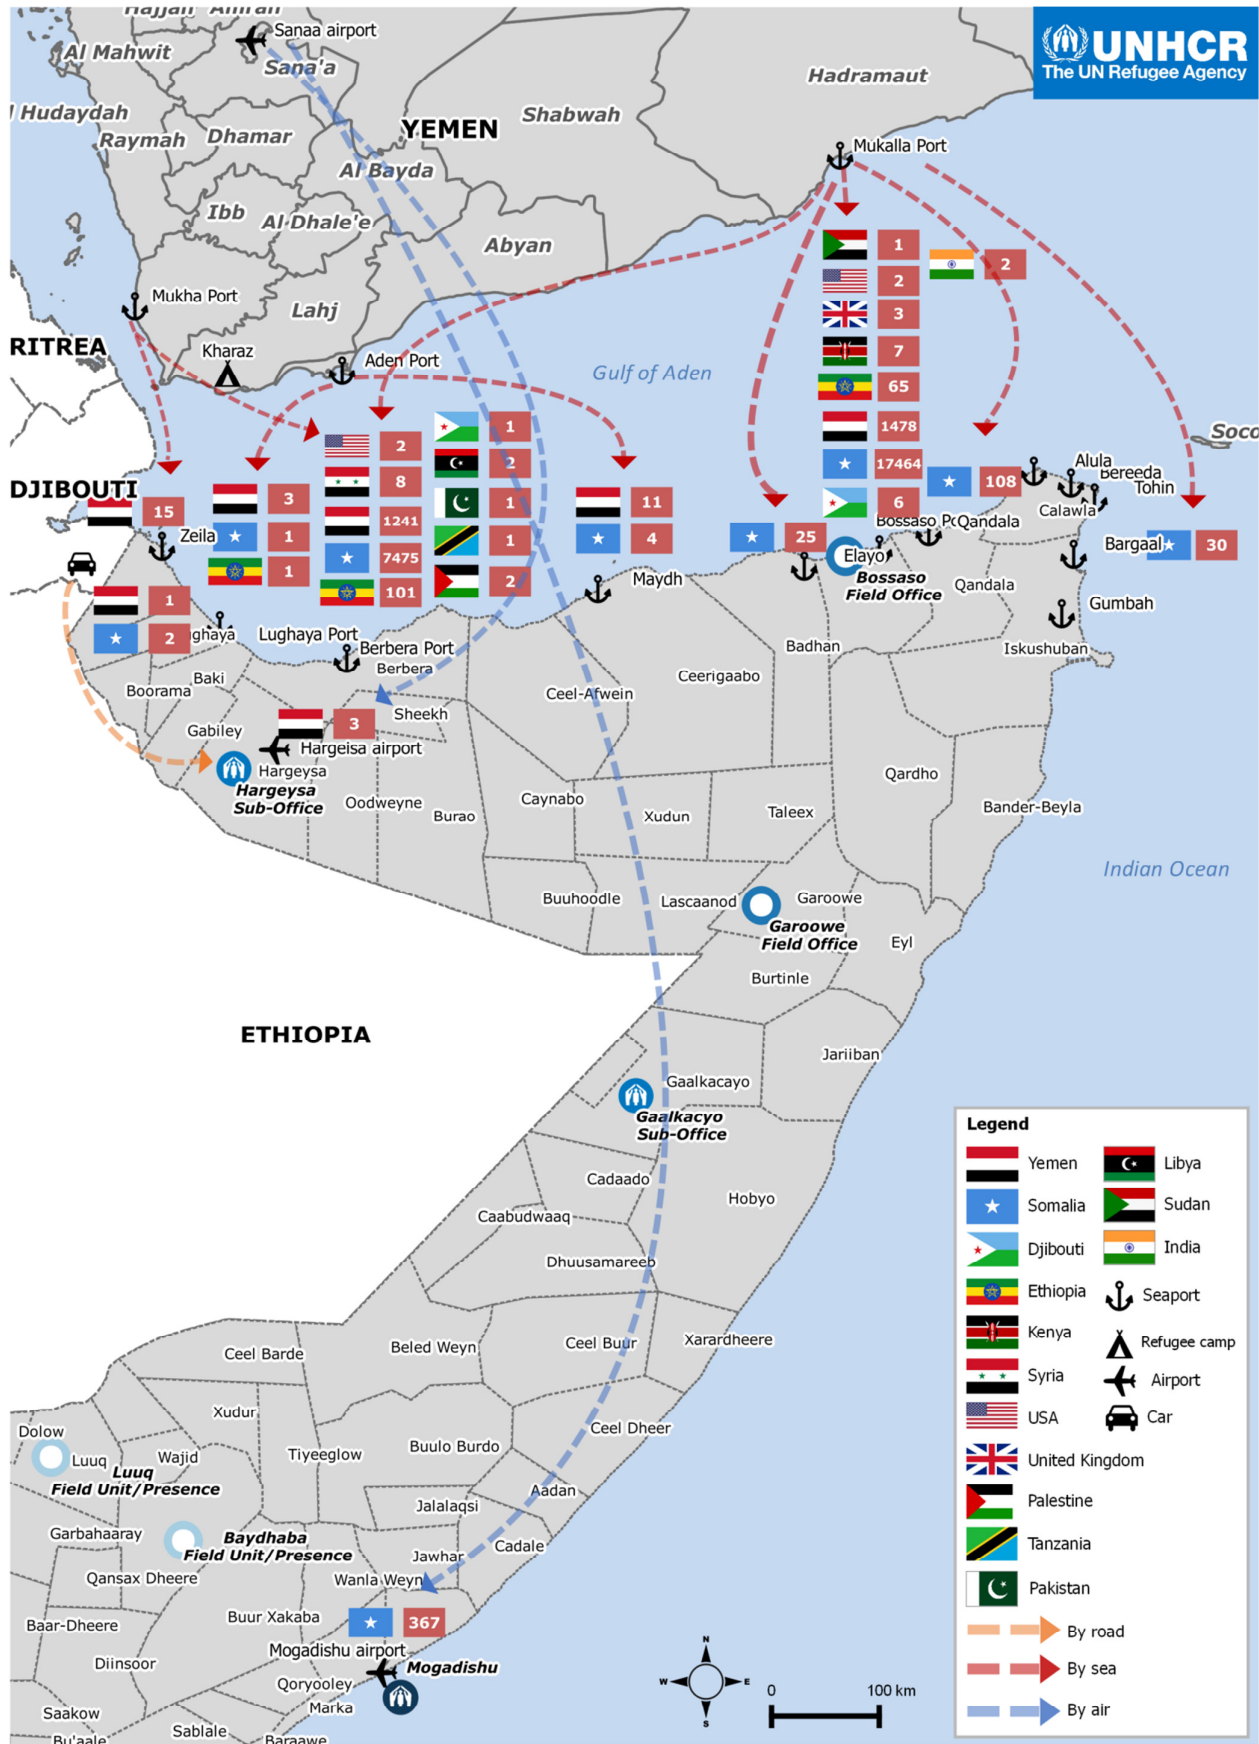 Hajjah Amran
Sanaa airport
Al Mahwit
Sana'a
UNHCR
The UN Refugee Agency
Hadramaut
Hudaydah
Raymah
Dhamar
YEMEN
Shabwah
Al Bayda
Mukalla Port
Ibb
Al Dhale'e
Abyan
Mukha Port
Lahj
RITREA
Kharaz
Aden Port
Gulf of Aden
1
2
2
3
7
65
1478
17464
6
108
25
30
2
8
1241
7475
101
1
2
1
1
2
11
4
3
1
1
15
1
2
Soco
DJIBOUTI
Zeila
Alula
Bereeda
Tohin
Calawla
Bossaso Po
Qandala
Bargaal
Elayo
Bossaso
Field Office
Qandala
Gumbah
Maydh
ghaya
Lughaya Port
Berbera Port
Berbera
Badhan
Iskushuban
Baki
Boorama
Ceerigaabo
Ceel-Afwein
Sheekh
3
Gabiley
Hargeisa airport
Hargeysa
Hargeysa
Sub-Office
Oodweyne
Burao
Caynabo
Xudun
Taleex
Qardho
Bander-Beyla
Indian Ocean
Buuhoodle
Lascaanod
Garoowe
Garoowe
Field Office
Eyl
Burtinle
ETHIOPIA
Jariiban
Gaalkacayo
Gaalkacyo
Sub-Office
Cadaado
Hobyo
Caabudwaaq
Dhuusamareeb
Ceel Barde
Beled Weyn
Ceel Buur
Xarardheere
Xudur
Dolow
Luuq
Luuq
Field Unit/Presence
Wajid
Tiyeeglow
Buulo Burdo
Ceel Dheer
Aadan
Jalalaqsi
Garbahaaray
Baydhaba
Field Unit/Presence
Jawhar
Cadale
Qansax Dheere
Wanla Weyn
Baar-Dheere
Buur Xakaba
367
Diinsoor
Mogadishu airport
Mogadishu
Qoryooley
Marka
Saakow
Sablale
Bu'aale
Baraawe
N
W
E
S
0
100 km
Legend
Yemen
Somalia
Djibouti
Ethiopia
Kenya
Syria
USA
United Kingdom
Palestine
Tanzania
Pakistan
Libya
Sudan
India
Seaport
Refugee camp
Airport
Car
By road
By sea
By air